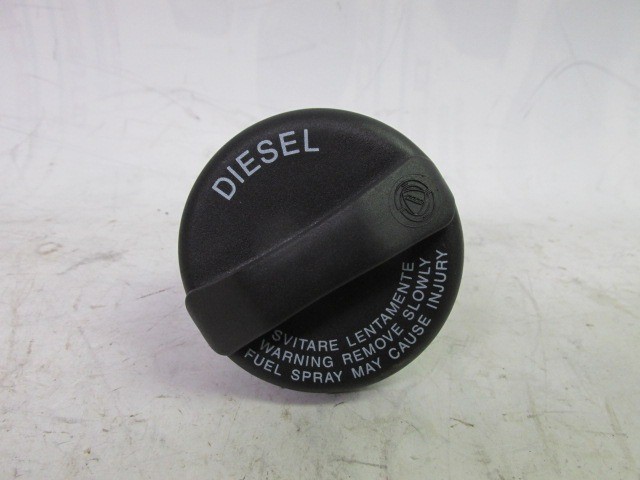 DIESEL
SVITARE LENTAMENTE
WARNING REMOVE SLOWLY
FUEL SPRAY MAY CAUSE INJURY